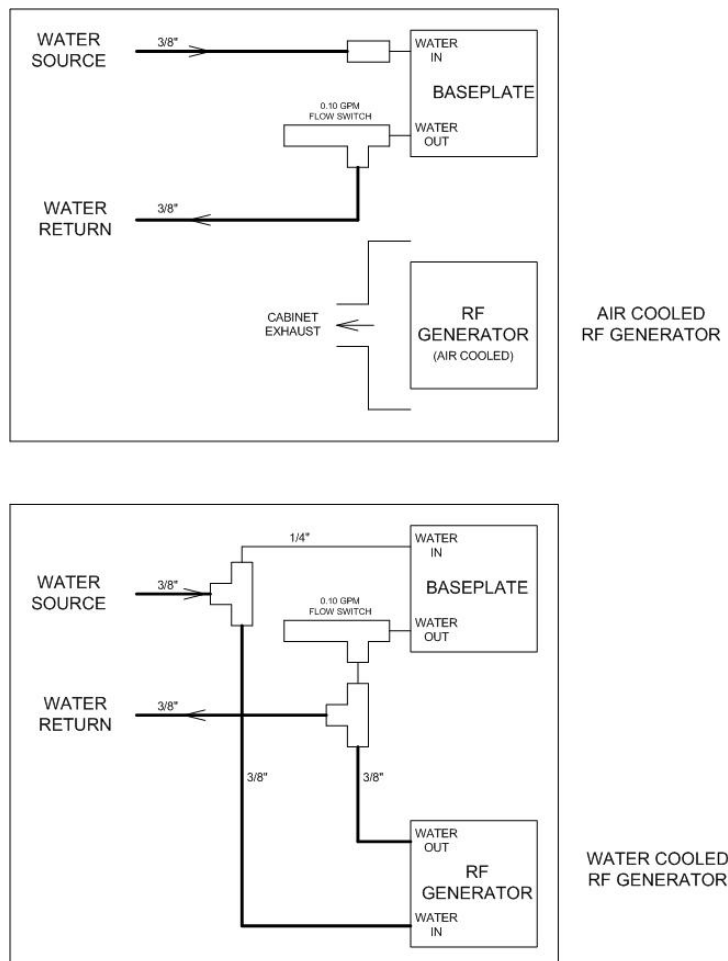 WATER
SOURCE
3/8"
WATER
IN
BASEPLATE
0.10 GPM
FLOW SWITCH
WATER
OUT
WATER
RETURN
3/8"
CABINET
EXHAUST
RF
GENERATOR
(AIR COOLED)
AIR COOLED
RF GENERATOR
1/4"
WATER
IN
WATER
SOURCE
3/8"
BASEPLATE
0.10 GPM
FLOW SWITCH
WATER
OUT
WATER
RETURN
3/8"
3/8"
3/8"
WATER
OUT
RF
GENERATOR
WATER
IN
WATER COOLED
RF GENERATOR